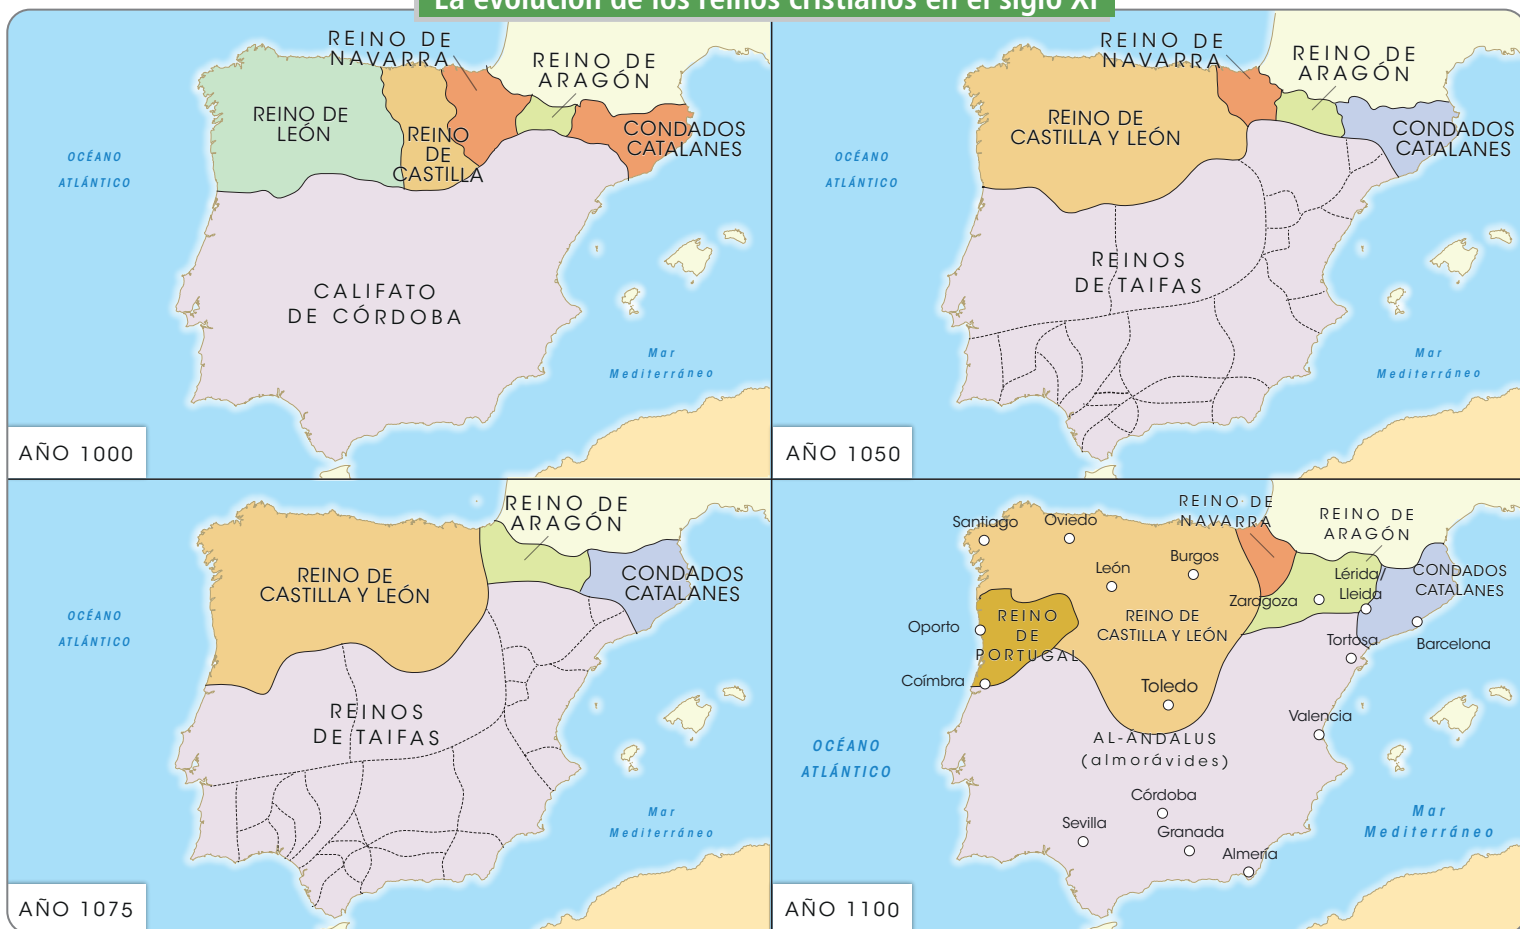 La evolución de los reinos cristianos en el siglo XI
REINO DE
NAVARRA
REINO DE
ARAGÓN
REINO DE
LEÓN
REINO
DE
CASTILLA
CONDADOS
CATALANES
OCÉANO
ATLÁNTICO
CALIFATO
DE CÓRDOBA
Mar
Mediterráneo
AÑO 1000
REINO DE
NAVARRA
REINO DE
ARAGÓN
REINO DE
CASTILLA Y LEÓN
CONDADOS
CATALANES
OCÉANO
ATLÁNTICO
REINOS
DE TAIFAS
Mar
Mediterráneo
AÑO 1050
REINO DE
ARAGÓN
REINO DE
CASTILLA Y LEÓN
CONDADOS
CATALANES
OCÉANO
ATLÁNTICO
REINOS
DE TAIFAS
Mar
Mediterráneo
AÑO 1075
REINO DE
NAVARRA
REINO DE
ARAGÓN
Santiago
Oviedo
Burgos
León
Lérida/
Lleida
CONDADOS
CATALANES
Zaragoza
REINO
DE
PORTUGAL
REINO DE
CASTILLA Y LEÓN
Oporto
Tortosa
Barcelona
Coímbra
Toledo
Valencia
AL-ANDALUS
(almorávides)
OCÉANO
ATLÁNTICO
Córdoba
Sevilla
Granada
Almería
Mar
Mediterráneo
AÑO 1100